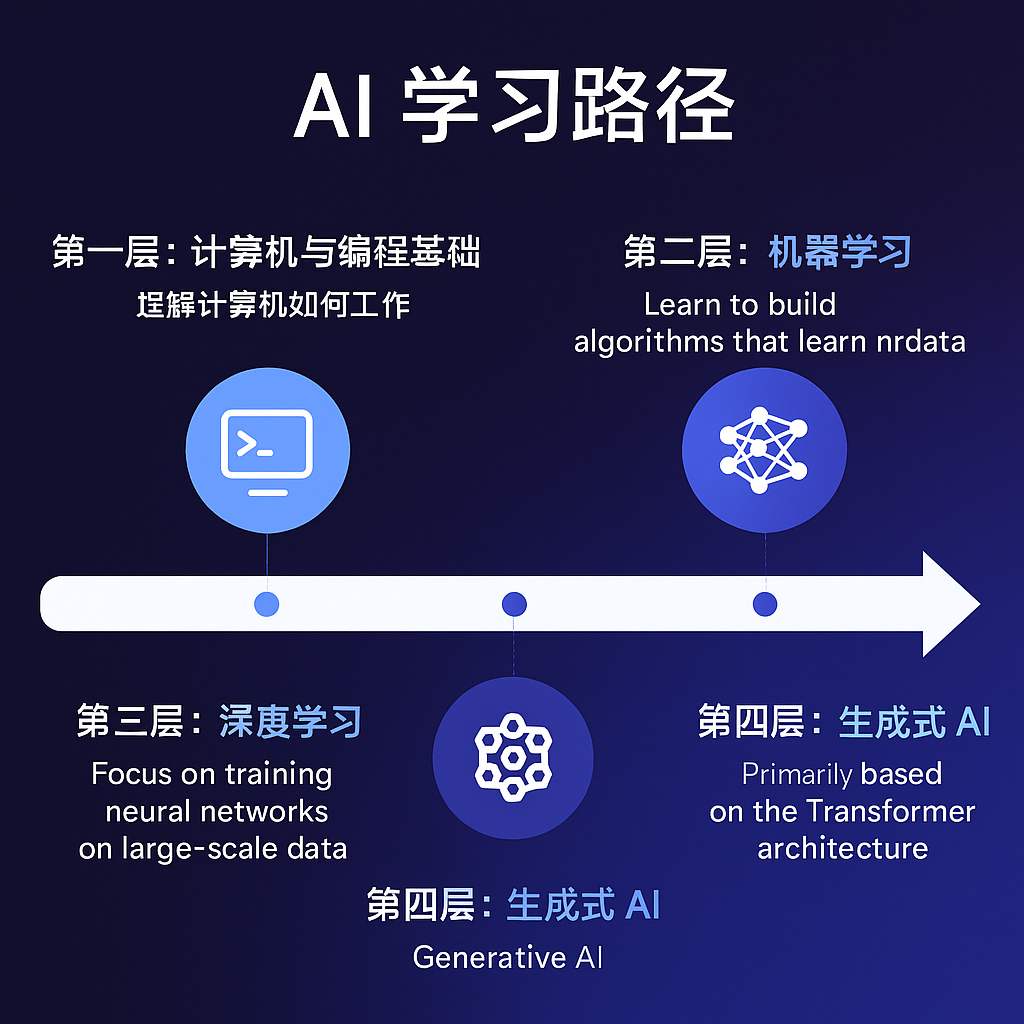 AI 学习路径
第一层：计算机与编程基础
理解计算机如何工作
第二层：机器学习
Learn to build
algorithms that learn nrdata
第三层：深度学习
Focus on training
neural networks
on large-scale data
第四层：生成式 AI
Primarily based
on the Transformer
architecture
第四层：生成式 AI
Generative AI